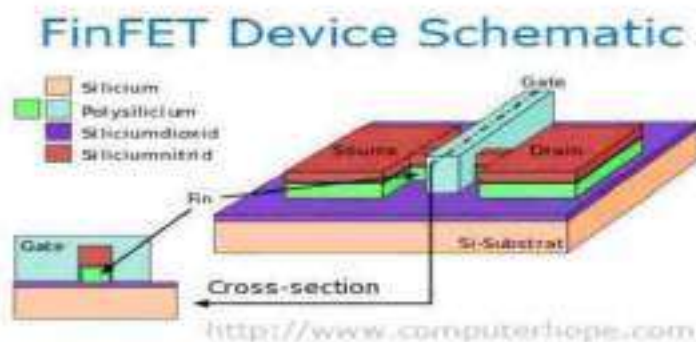 FinFET Device Schematic
Silicium
Polysilicium
Siliciumdioxid
Siliciumnitrid
Gate
Source
Drain
Fin
Gate
Si-Substrat
Cross-section
http://www.computerhope.com